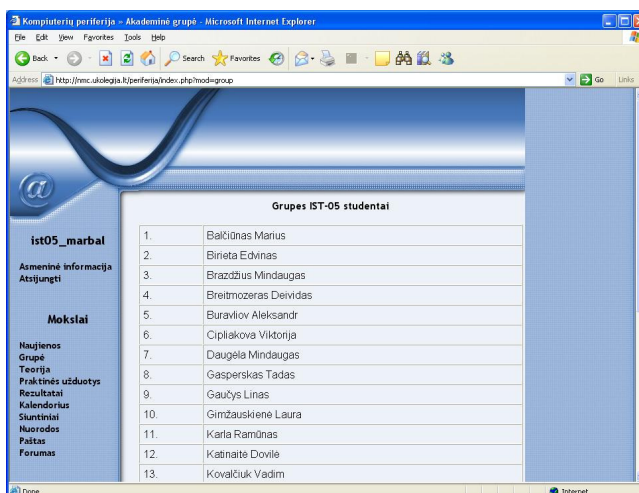 Kompiuterių periferija » Akademinė grupė - Microsoft Internet Explorer
File Edit View Favorites Tools Help
Back Search Favorites
Address http://nmc.ukolegija.lt/periferija/index.php?mod=group Go Links
@
Grupes IST-05 studentai
ist05_marbal
Asmeninė informacija
Atsijungti
Mokslai
Naujienos
Grupė
Teorija
Praktinės užduotys
Rezultatai
Kalendorius
Siuntiniai
Nuorodos
Paštas
Forumas
1. Balčiūnas Marius
2. Birieta Edvinas
3. Brazdžius Mindaugas
4. Breitmozeras Deividas
5. Buravliov Aleksandr
6. Cipliakova Viktorija
7. Daugėla Mindaugas
8. Gasperskas Tadas
9. Gaučys Linas
10. Gimžauskienė Laura
11. Karla Ramūnas
12. Katinaitė Dovilė
13. Kovalčiuk Vadim
Done Internet